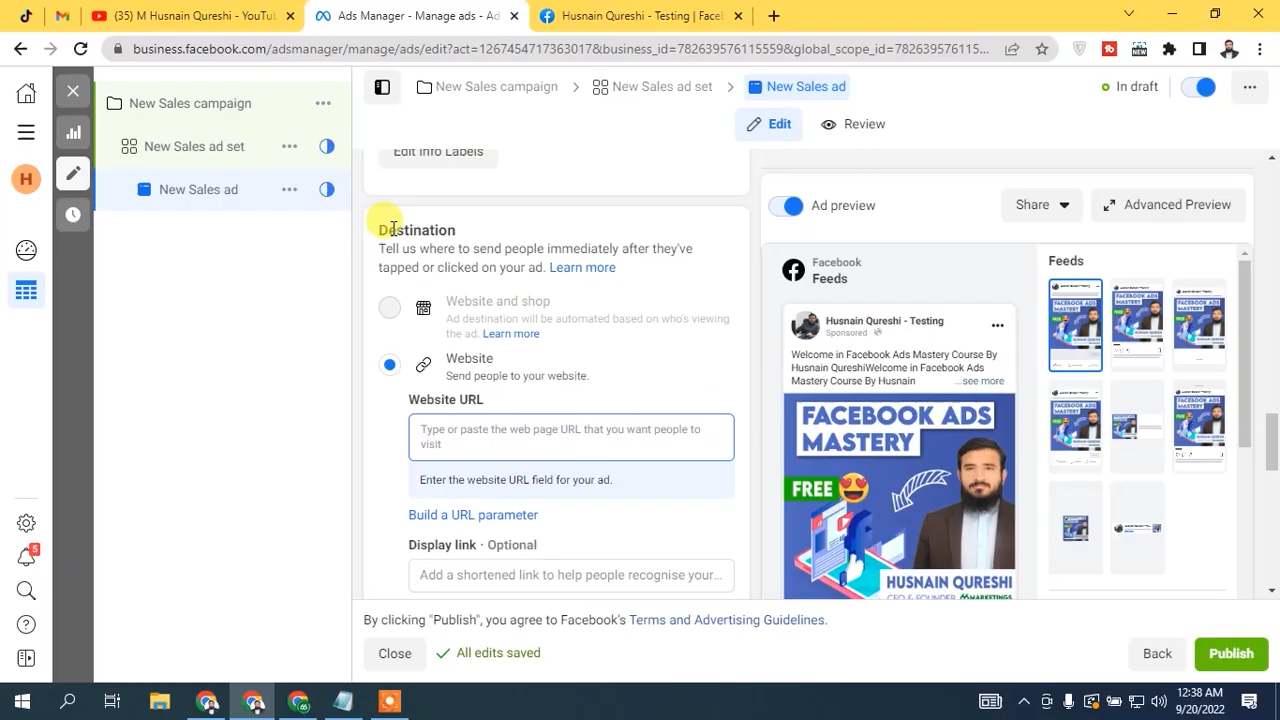 (35) M Husnain Qureshi - YouTu
Ads Manager - Manage ads - Ad
Husnain Qureshi - Testing | Faceb
business.facebook.com/adsmanager/manage/ads/edit?act=1267454717363017&business_id=782639576115559&global_scope_id=78263957611​5...
New Sales campaign
New Sales ad set
New Sales ad
In draft
New Sales campaign
New Sales ad set
New Sales ad
Edit
Review
H
5
Edit Info Labels
Destination
Tell us where to send people immediately after they've
tapped or clicked on your ad. Learn more
Website and shop
Ad destination will be automated based on who's viewing
the ad. Learn more
Website
Send people to your website.
Website URL
Type or paste the web page URL that you want people to
visit
Enter the website URL field for your ad.
Build a URL parameter
Display link · Optional
Add a shortened link to help people recognise your...
Ad preview
Share
Advanced Preview
Facebook
Feeds
Husnain Qureshi - Testing
Sponsored
Welcome in Facebook Ads Mastery Course By
Husnain QureshiWelcome in Facebook Ads
Mastery Course By Husnain ...see more
FACEBOOK ADS
MASTERY
FREE
HUSNAIN QURESHI
CEO & FOUNDER
MARKETINGS
Feeds
By clicking "Publish", you agree to Facebook's Terms and Advertising Guidelines.
Close
All edits saved
Back
Publish
12:38 AM
9/20/2022